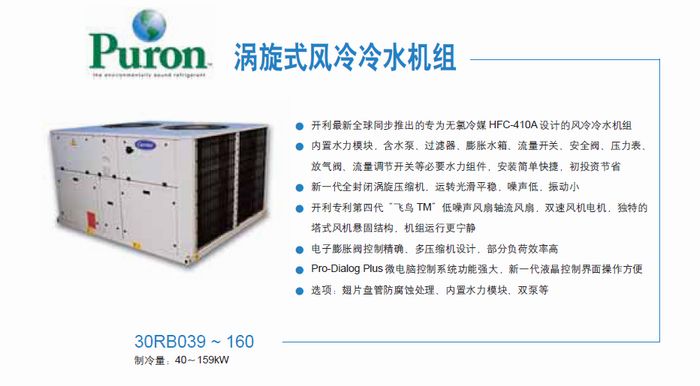 Puron
the environmentally sound refrigerant
涡旋式风冷冷水机组
Carrier
● 开利最新全球同步推出的专为无氯冷媒 HFC-410A 设计的风冷冷水机组
● 内置水力模块、含水泵、过滤器、膨胀水箱、流量开关、安全阀、压力表、
放气阀、流量调节开关等必要水力组件，安装简单快捷，初投资省
● 新一代全封闭涡旋压缩机，运转光滑平稳，噪声低，振动小
● 开利专利第四代“飞鸟 TM”低噪声风扇轴流风扇，双速风机电机，独特的
塔式风机悬固结构，机组运行更宁静
● 电子膨胀阀控制精确、多压缩机设计，部分负荷效率高
● Pro-Dialog Plus 微电脑控制系统功能强大，新一代液晶控制界面操作方便
● 选项：翅片盘管防腐蚀处理、内置水力模块、双泵等
30RB039 ~ 160
制冷量：40～159kW